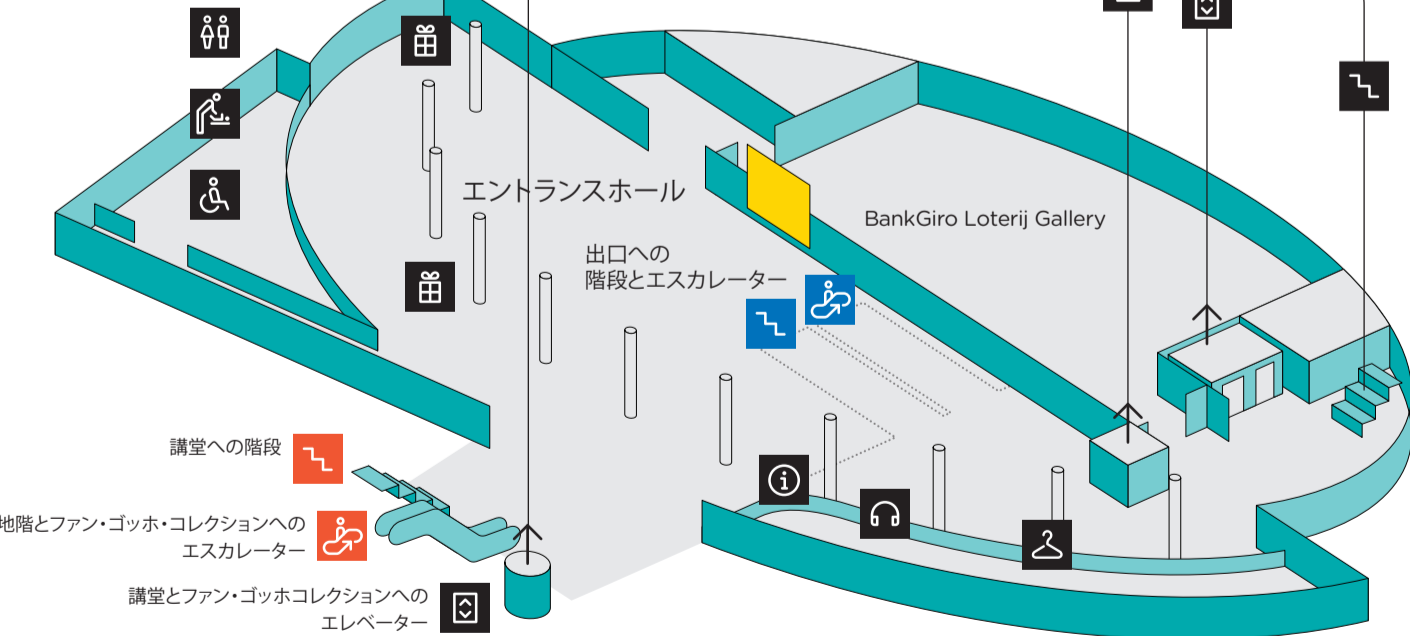 エントランスホール
BankGiro Loterij Gallery
出口への
階段とエスカレーター
講堂への階段
地階とファン・ゴッホ・コレクションへの
エスカレーター
講堂とファン・ゴッホコレクションへの
エレベーター